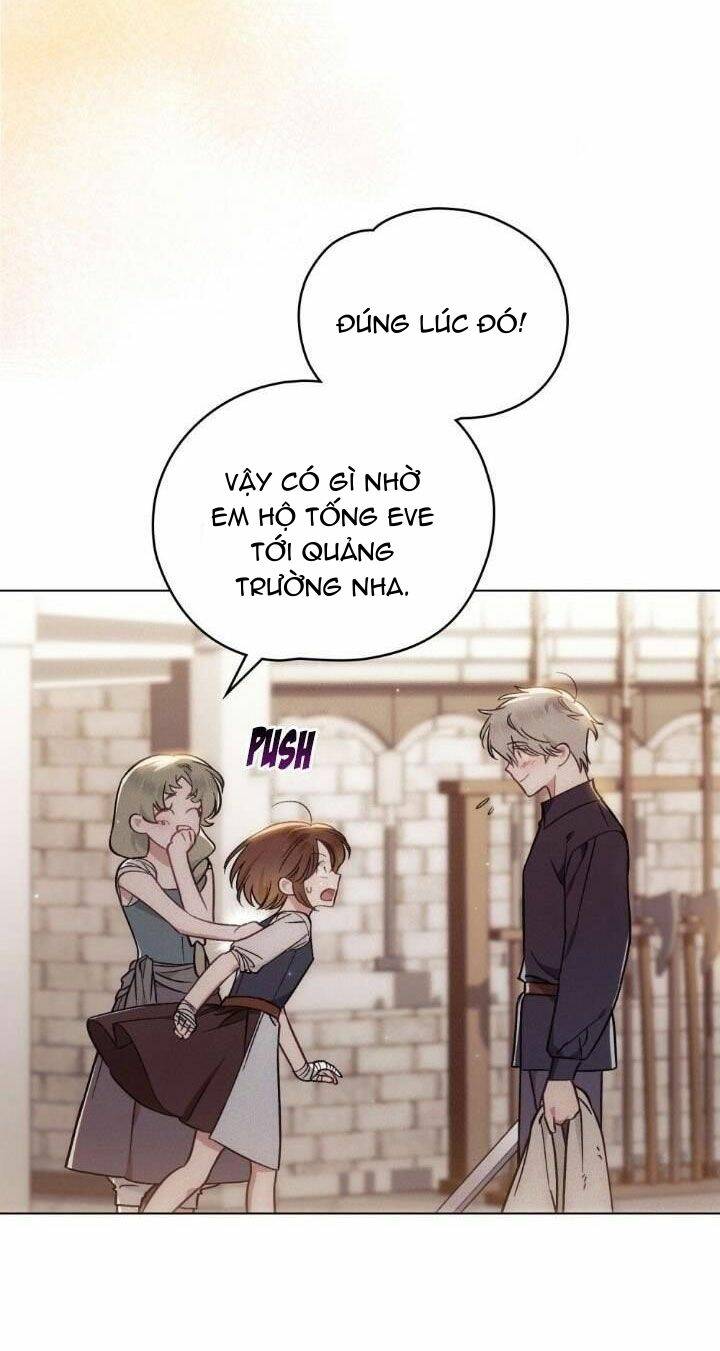 ĐÚNG LÚC ĐÓ!
VẬY CÓ GÌ NHỜ
EM HỘ TỐNG EVE
TỚI QUẢNG
TRƯỜNG NHA.
PUSH